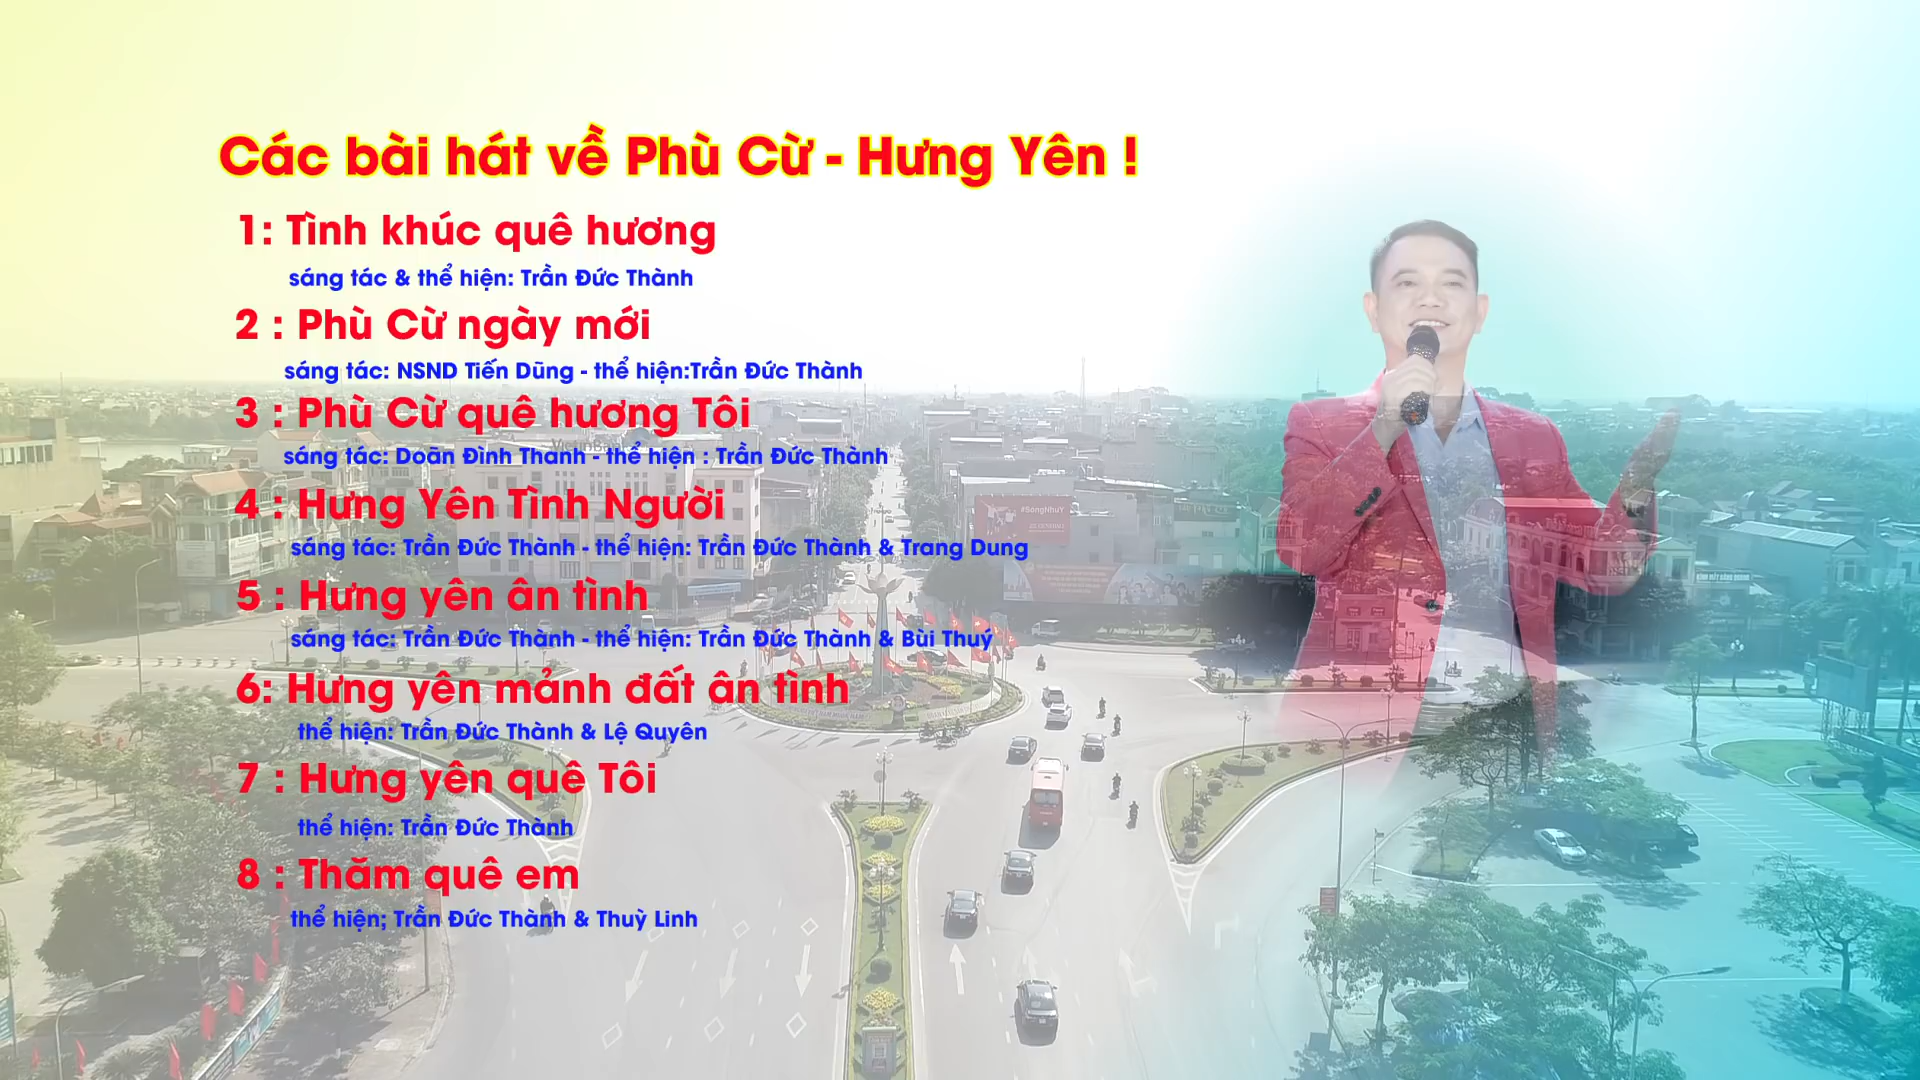 Các bài hát về Phù Cừ - Hưng Yên !
1: Tình khúc quê hương
sáng tác & thể hiện: Trần Đức Thành
2 : Phù Cừ ngày mới
sáng tác: NSND Tiến Dũng - thể hiện:Trần Đức Thành
3 : Phù Cừ quê hương Tôi
VietinBank
sáng tác: Doãn Đình Thanh - thể hiện : Trần Đức Thành
4 : Hưng Yên Tình Người
#SongNhuY
sáng tác: Trần Đức Thành - thể hiện: Trần Đức Thành & Trang Dung
5 : Hưng yên ân tình
sáng tác: Trần Đức Thành - thể hiện: Trần Đức Thành & Bùi Thuý
6: Hưng yên mảnh đất ân tình
thể hiện: Trần Đức Thành & Lệ Quyên
7 : Hưng yên quê Tôi
thể hiện: Trần Đức Thành
8 : Thăm quê em
thể hiện; Trần Đức Thành & Thuỳ Linh